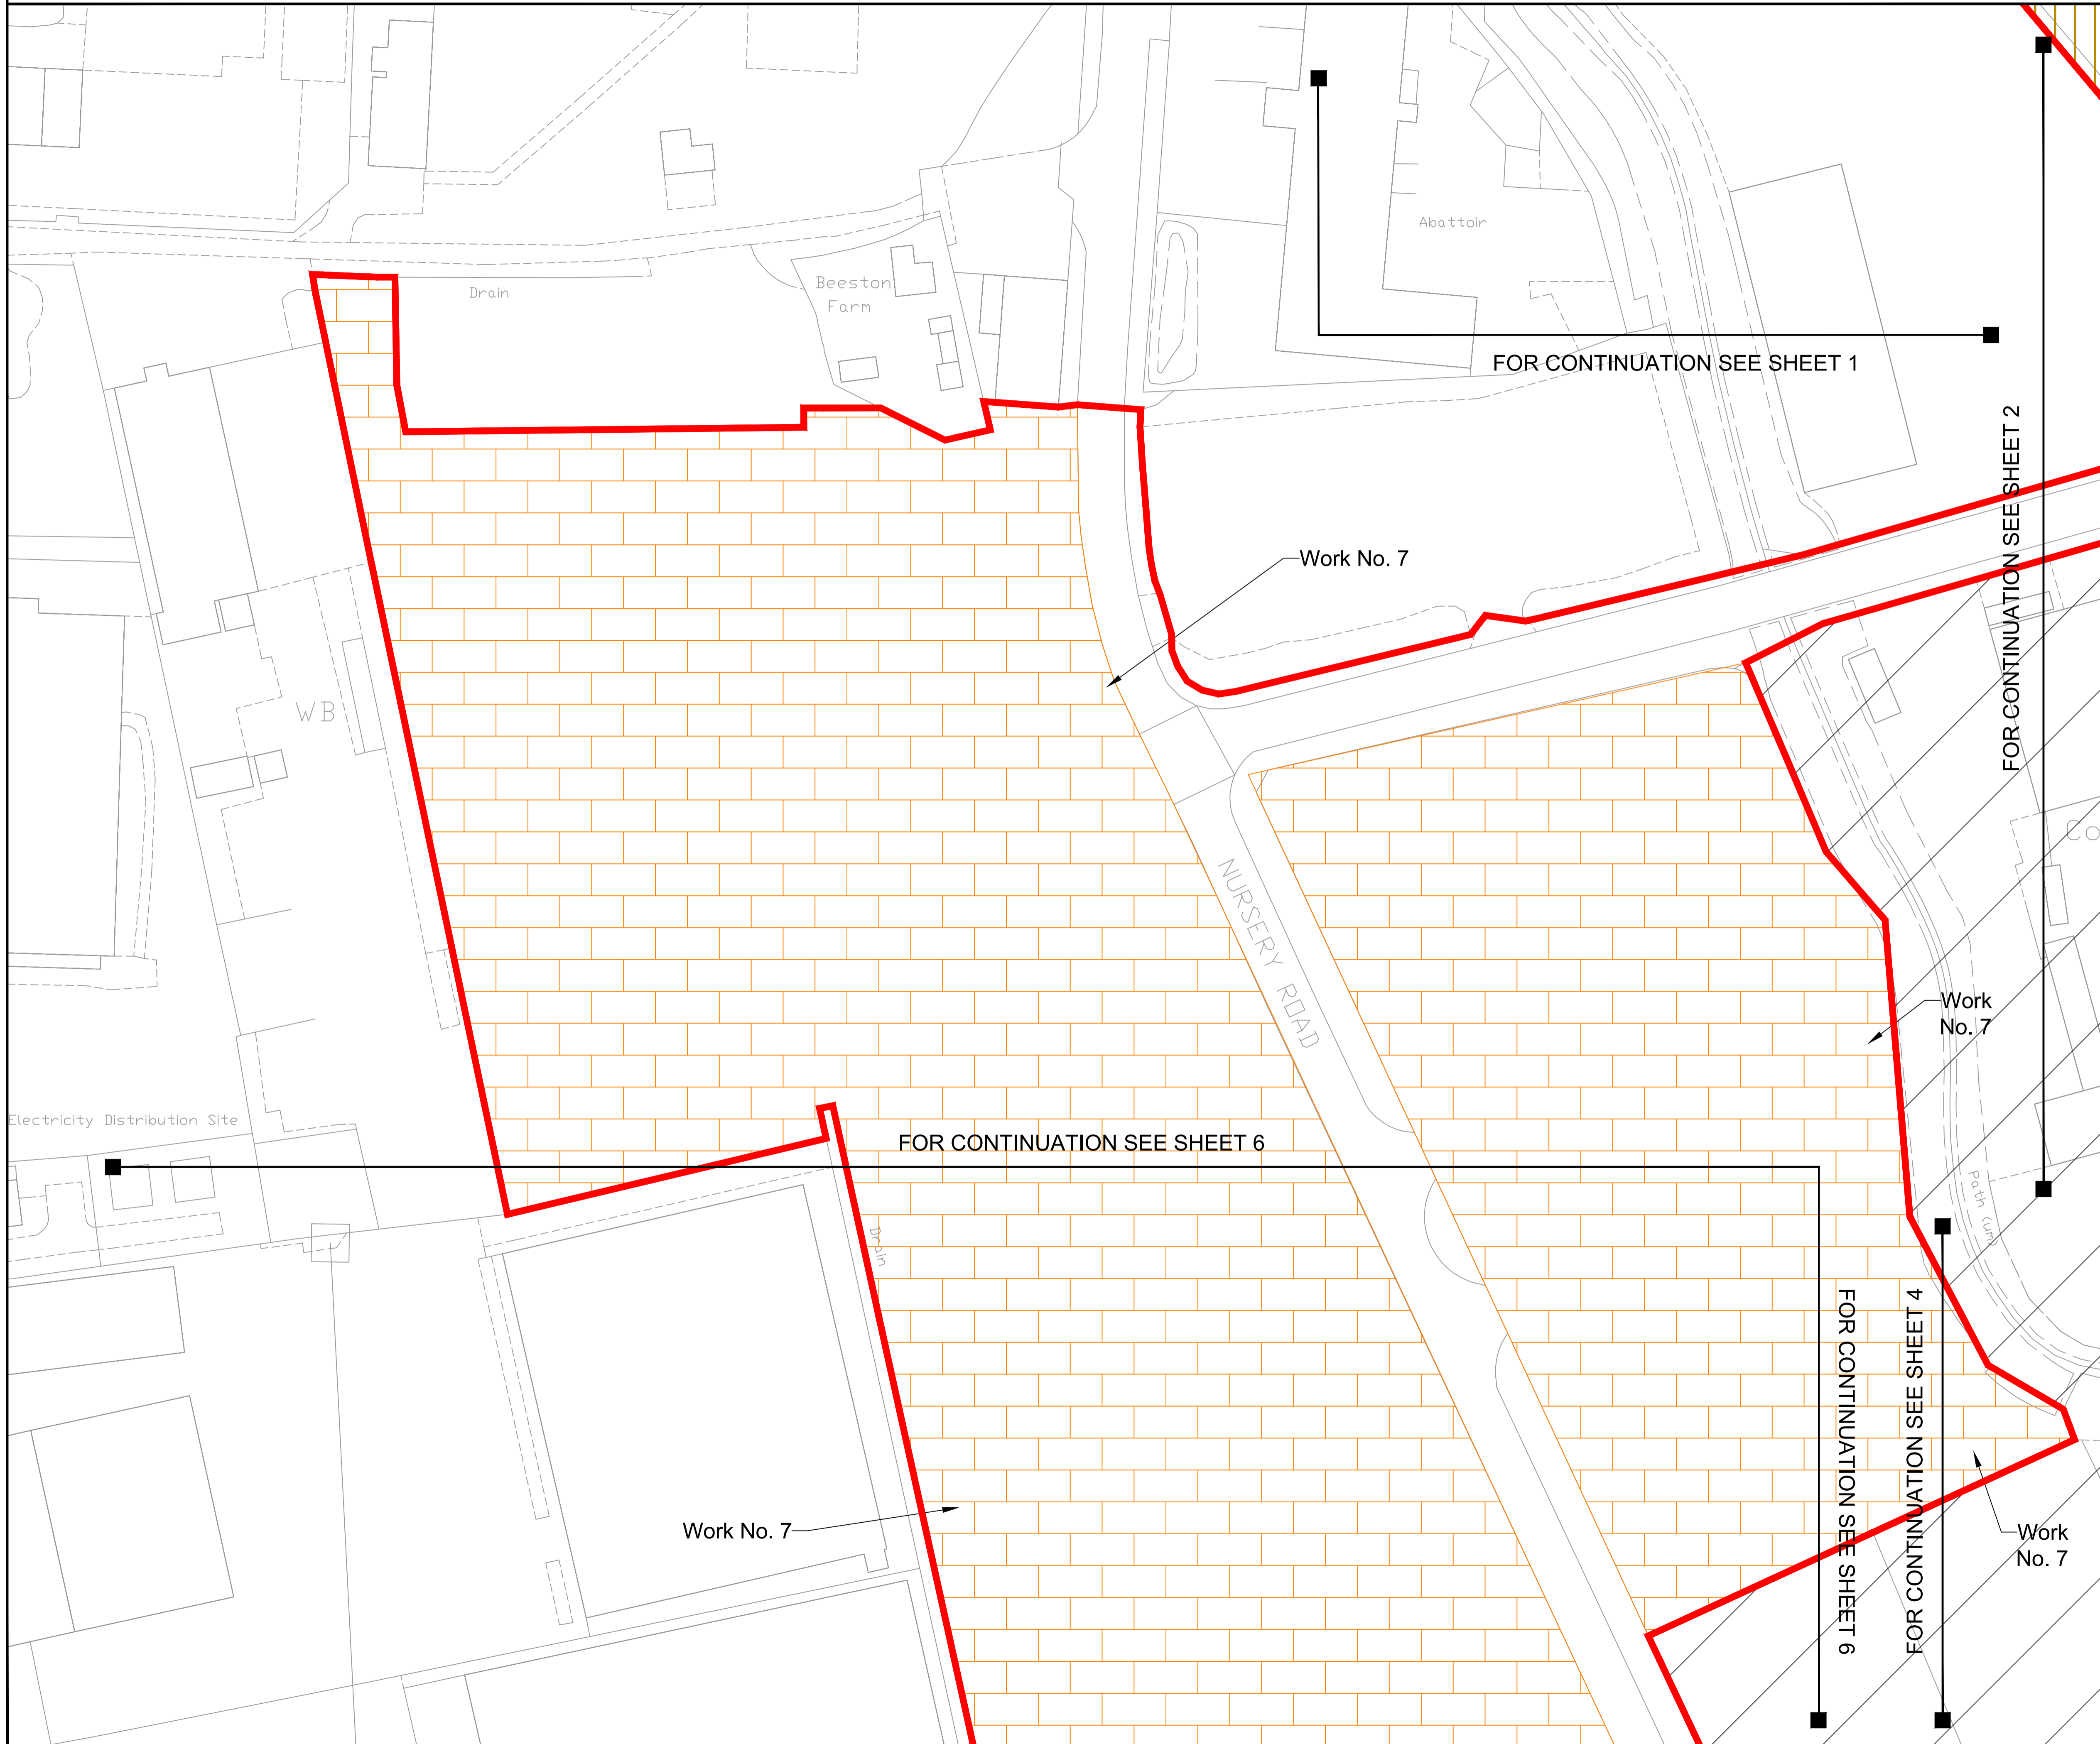 Abattoir
Beeston
Farm
Drain
FOR CONTINUATION SEE SHEET 1
FOR CONTINUATION SEE SHEET 2
Work No. 7
WB
NURSERY ROAD
Work
No. 7
Electricity Distribution Site
FOR CONTINUATION SEE SHEET 6
Path (um)
Drain
FOR CONTINUATION SEE SHEET 6
FOR CONTINUATION SEE SHEET 4
Work No. 7
Work
No. 7